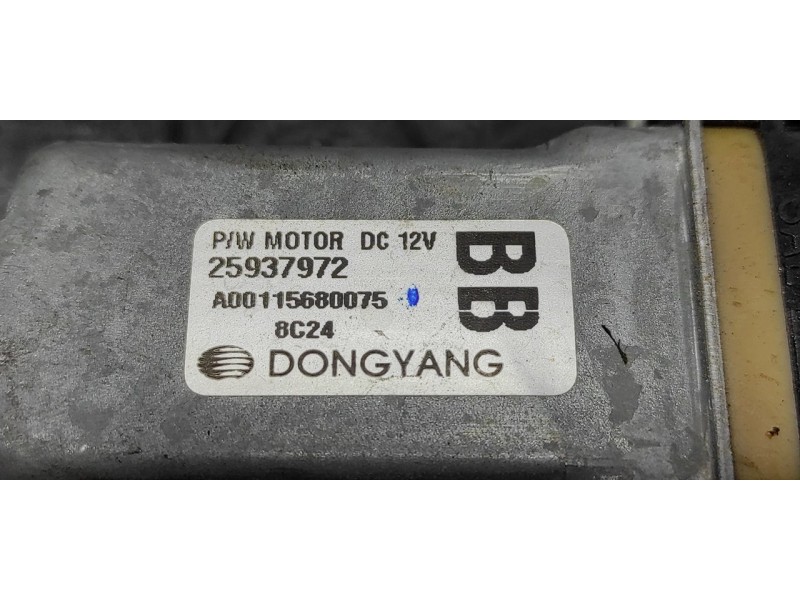 P/W MOTOR DC 12V
25937972
A00115680075
8C24
DONGYANG
BB